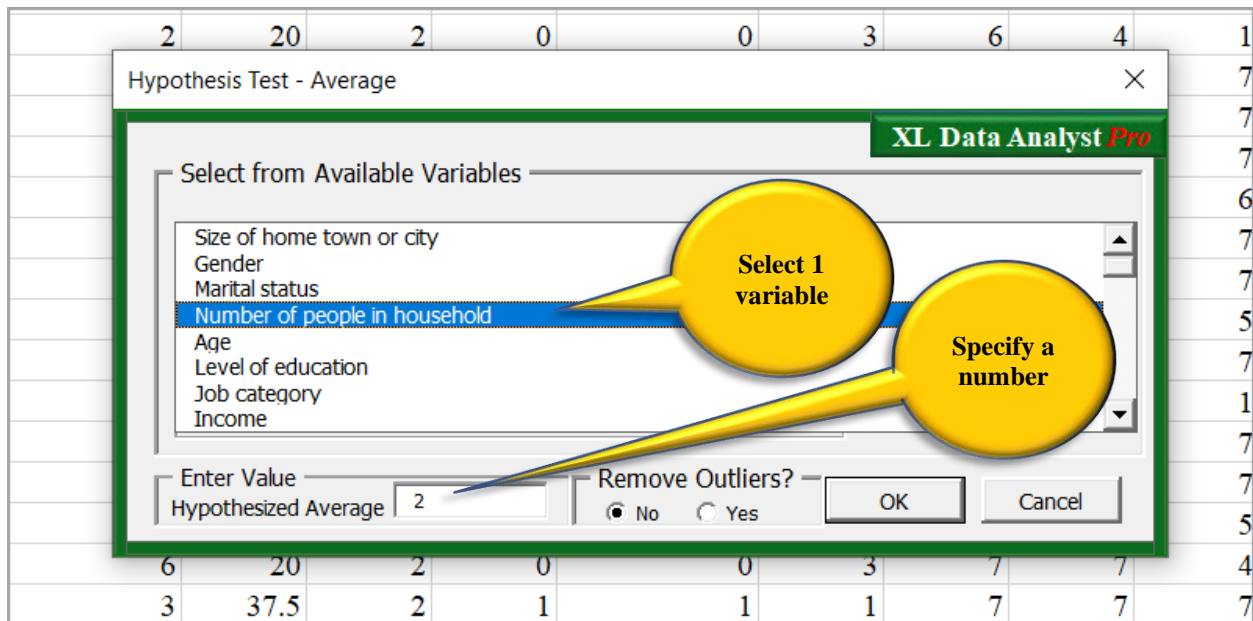 2 20 2 0 0 3 6 4 1
Hypothesis Test - Average
7
7
XL Data Analyst Pro
7
Select from Available Variables
6
Size of home town or city
7
Gender
Select 1
variable
7
Marital status
Number of people in household
5
Age
Specify a
number
7
Level of education
Job category
1
Income
7
Enter Value
Remove Outliers?
7
Hypothesized Average 2
No Yes
OK
Cancel
5
6 20 2 0 0 3 7 7 4
3 37.5 2 1 1 1 7 7 7